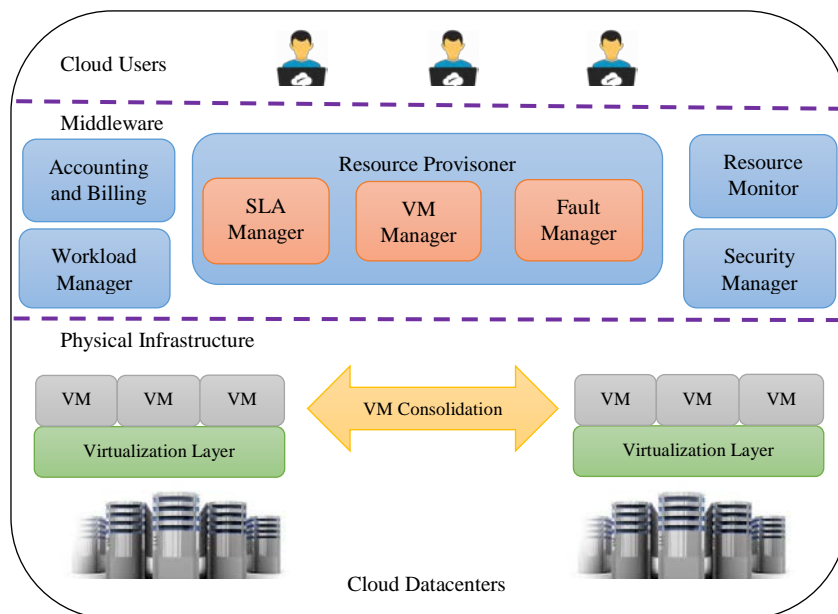 Cloud Users
Middleware
Accounting
and Billing
Workload
Manager
Resource Provisoner
SLA
Manager
VM
Manager
Fault
Manager
Resource
Monitor
Security
Manager
Physical Infrastructure
VM VM VM
Virtualization Layer
VM Consolidation
VM VM VM
Virtualization Layer
Cloud Datacenters